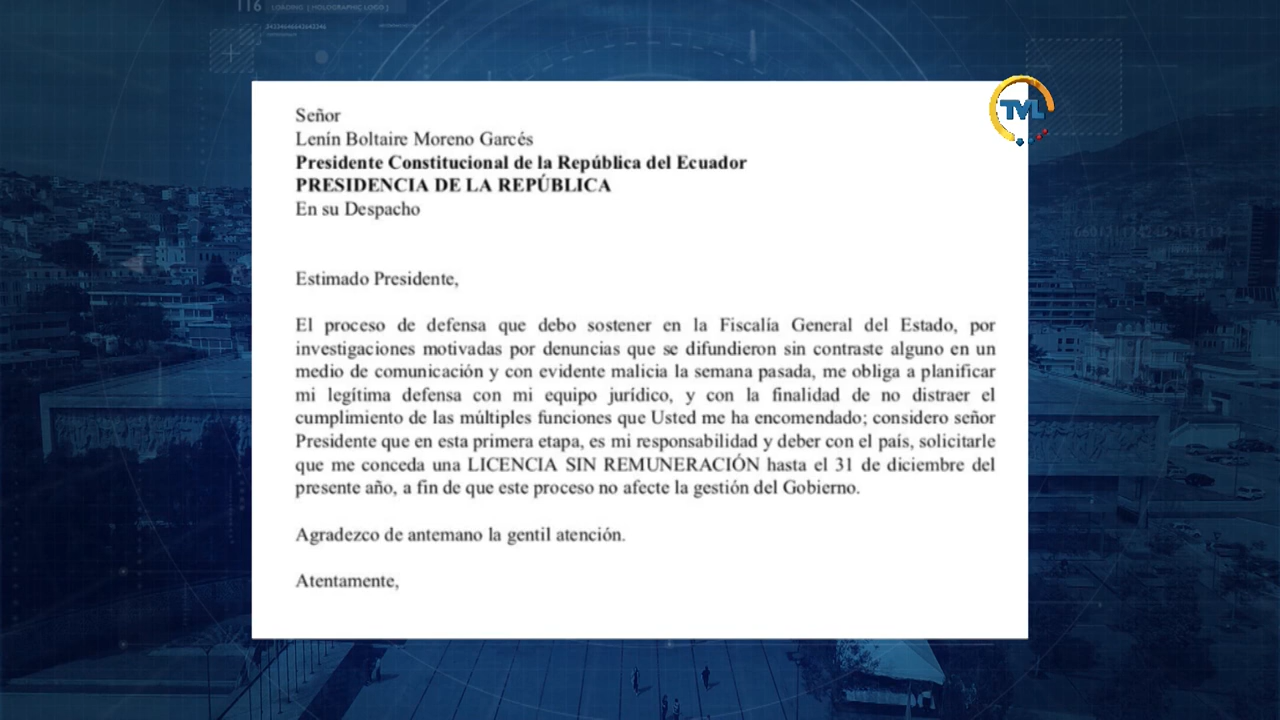 116
LOADING [ HOLOGRAPHIC LOGO ]
TVL
Señor
Lenín Boltaire Moreno Garcés
Presidente Constitucional de la República del Ecuador
PRESIDENCIA DE LA REPÚBLICA
En su Despacho
Estimado Presidente,
El proceso de defensa que debo sostener en la Fiscalía General del Estado, por
investigaciones motivadas por denuncias que se difundieron sin contraste alguno en un
medio de comunicación y con evidente malicia la semana pasada, me obliga a planificar
mi legítima defensa con mi equipo jurídico, y con la finalidad de no distraer el
cumplimiento de las múltiples funciones que Usted me ha encomendado; considero señor
Presidente que en esta primera etapa, es mi responsabilidad y deber con el país, solicitarle
que me conceda una LICENCIA SIN REMUNERACIÓN hasta el 31 de diciembre del
presente año, a fin de que este proceso no afecte la gestión del Gobierno.
Agradezco de antemano la gentil atención.
Atentamente,